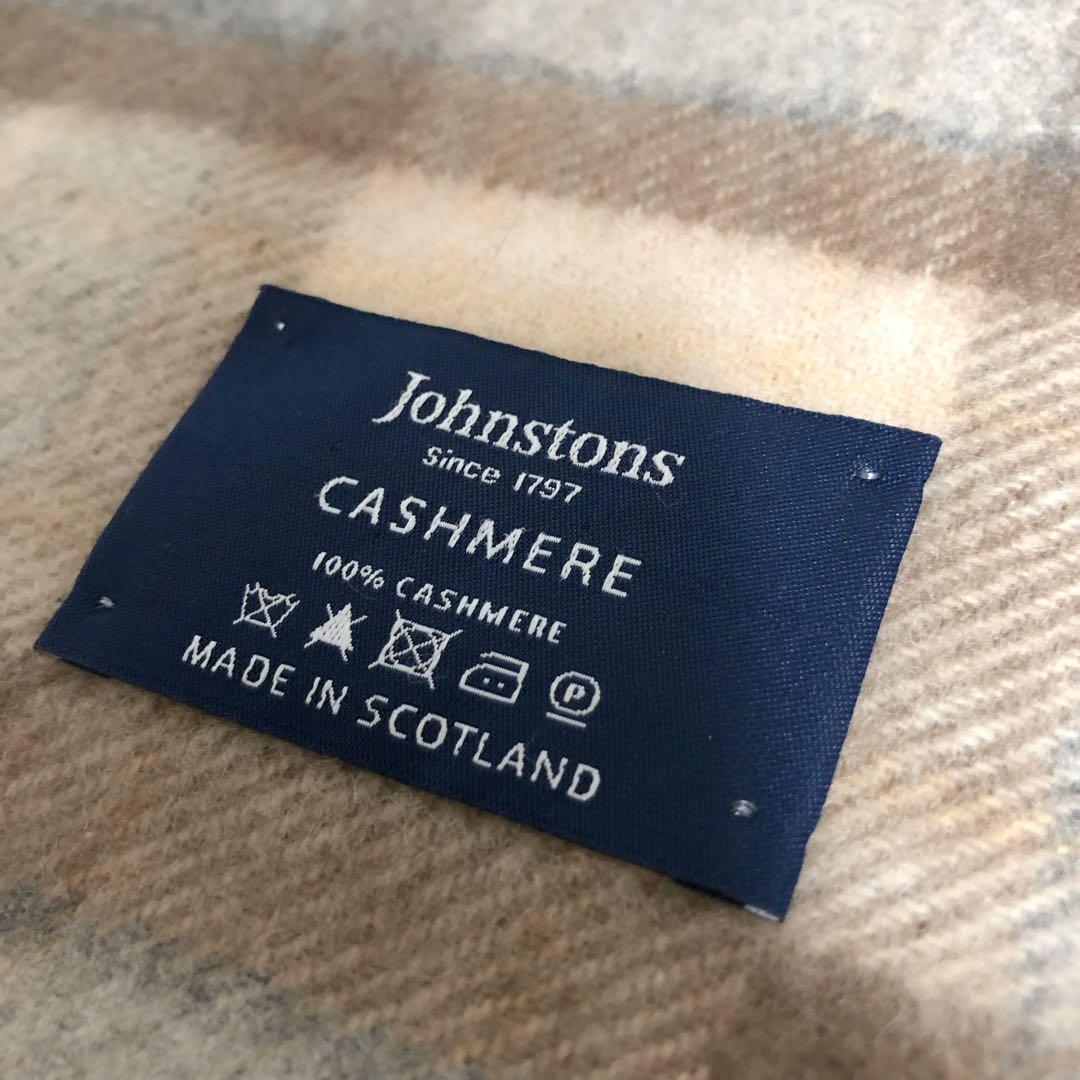 Johnstons
Since 1797
CASHMERE
100% CASHMERE
P
MADE IN SCOTLAND